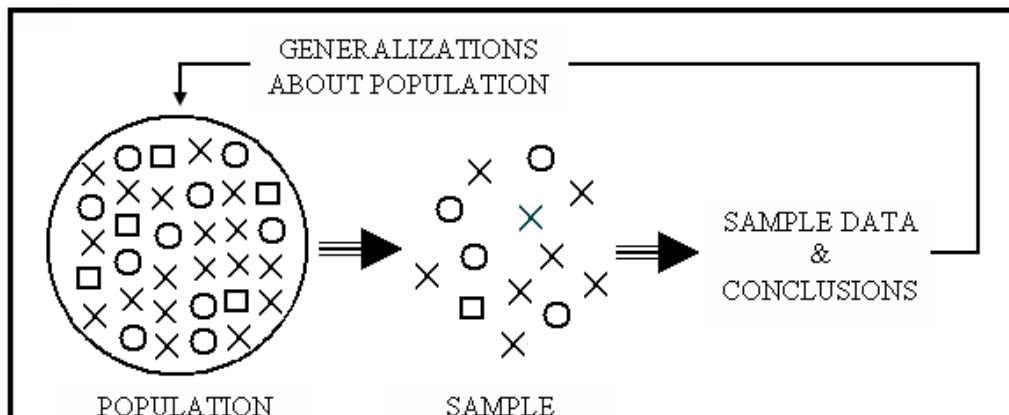 GENERALIZATIONS
ABOUT POPULATION
SAMPLE DATA
&
CONCLUSIONS
POPULATION
SAMPLE